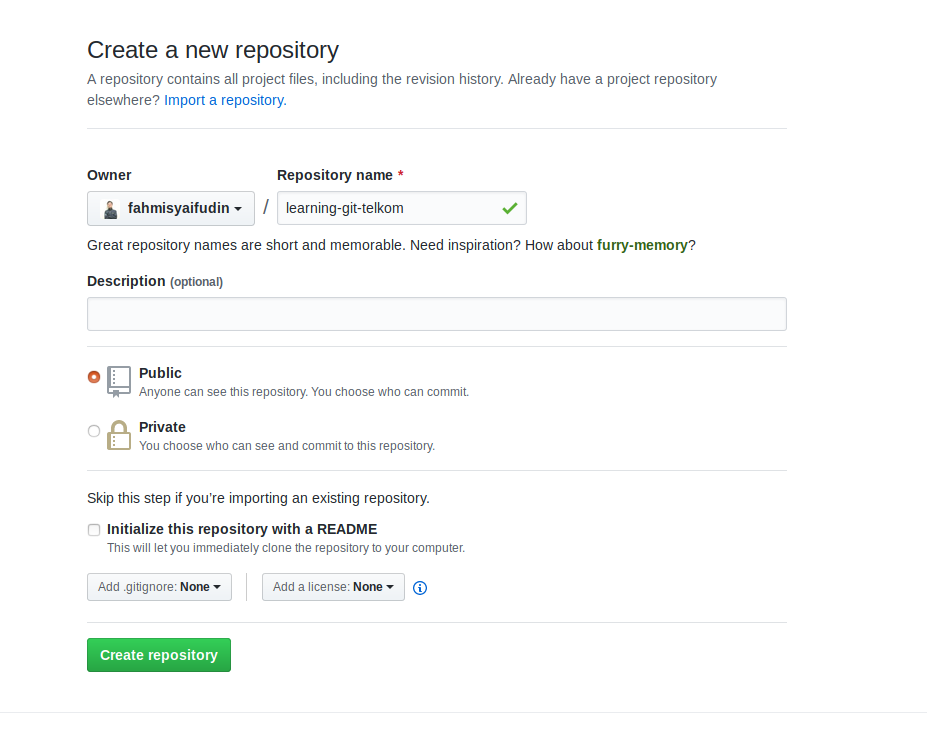 Create a new repository
A repository contains all project files, including the revision history. Already have a project repository
elsewhere? Import a repository.
Owner
Repository name *
fahmisyaifudin / learning-git-telkom
Great repository names are short and memorable. Need inspiration? How about furry-memory?
Description (optional)
Public
Anyone can see this repository. You choose who can commit.
Private
You choose who can see and commit to this repository.
Skip this step if you’re importing an existing repository.
Initialize this repository with a README
This will let you immediately clone the repository to your computer.
Add .gitignore: None
Add a license: None
Create repository